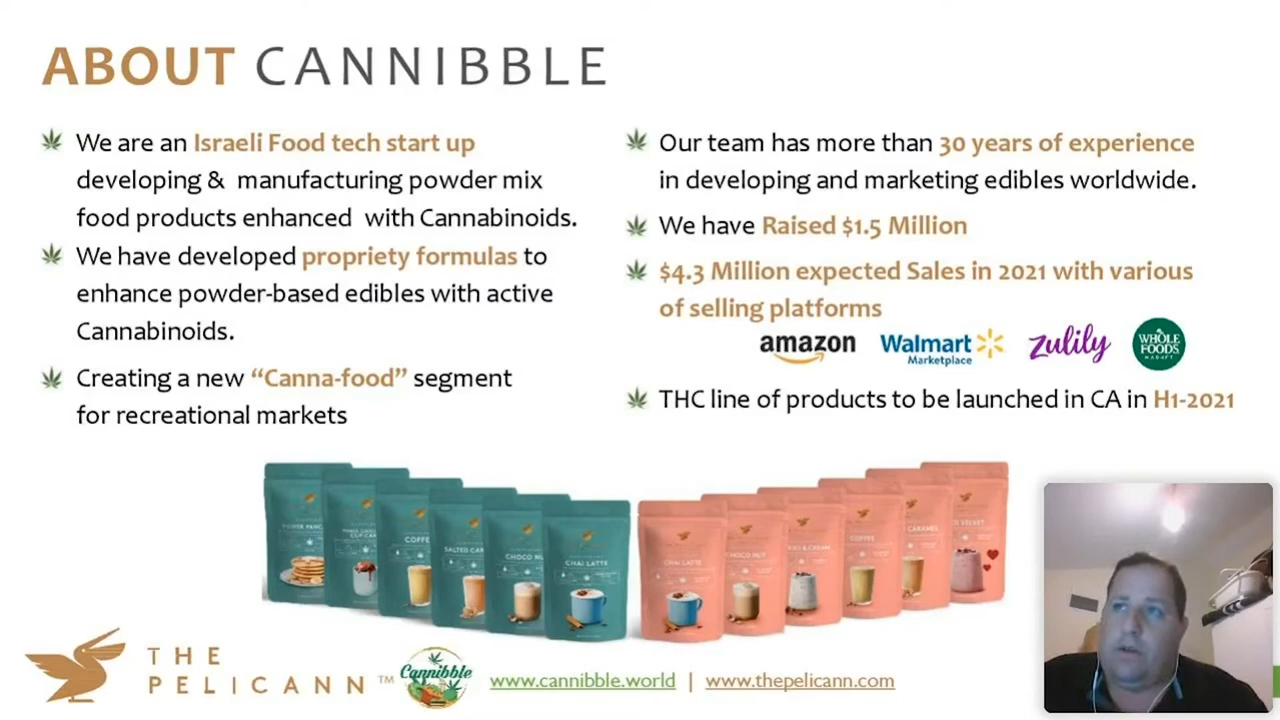 ABOUT CANNIBBLE
We are an Israeli Food tech start up
developing & manufacturing powder mix
food products enhanced with Cannabinoids.
We have developed propriety formulas to
enhance powder-based edibles with active
Cannabinoids.
Creating a new “Canna-food” segment
for recreational markets
Our team has more than 30 years of experience
in developing and marketing edibles worldwide.
We have Raised $1.5 Million
$4.3 Million expected Sales in 2021 with various
of selling platforms
amazon
Walmart
Marketplace
zulily
WHOLE
FOODS
MARKET
THC line of products to be launched in CA in H1-2021
COFFE
SALTED CAR
CHOCO NU
CHAI LATTE
CHAI LATTE
CHOCO NUT
& CREAM
COFFEE
CARAMEL
VELVET
THE
PELICANN™
Cannibble
www.cannibble.world | www.thepelicann.com